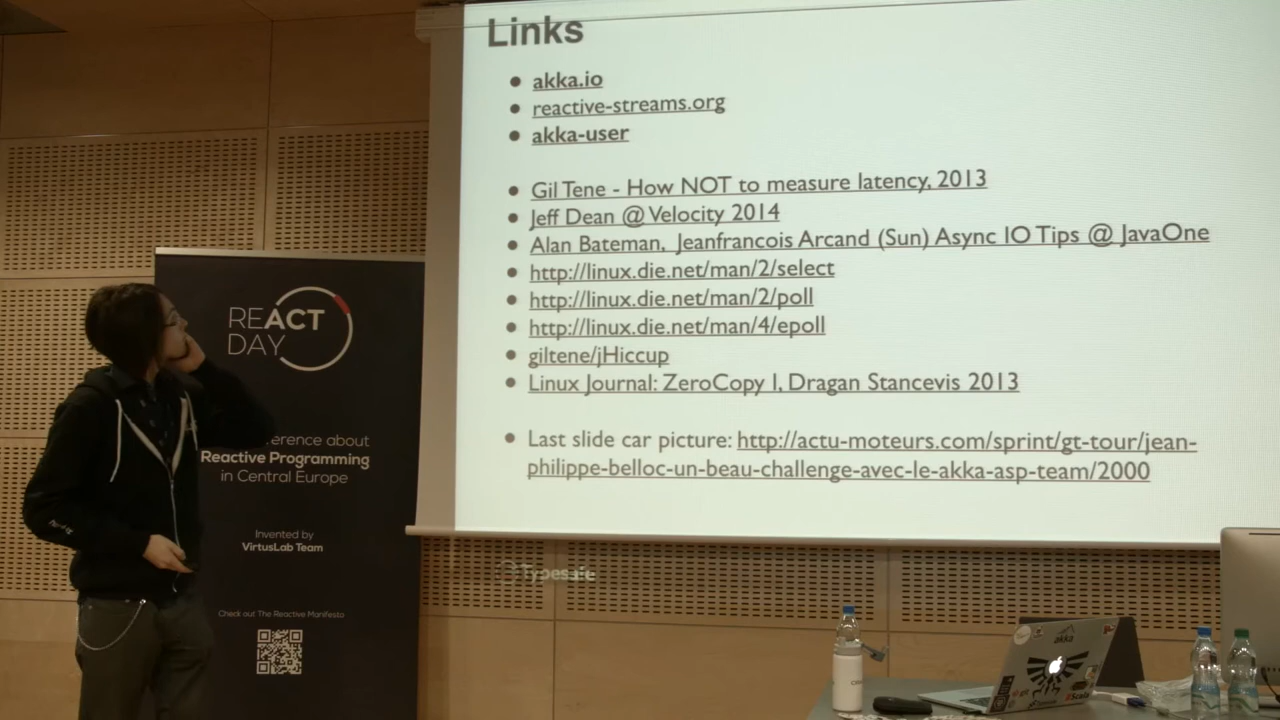 Links
akka.io
reactive-streams.org
akka-user
Gil Tene - How NOT to measure latency, 2013
Jeff Dean @ Velocity 2014
Alan Bateman, Jeanfrancois Arcand (Sun) Async IO Tips @ JavaOne
http://linux.die.net/man/2/select
http://linux.die.net/man/2/poll
http://linux.die.net/man/4/epoll
giltene/jHiccup
Linux Journal: ZeroCopy I, Dragan Stancevis 2013
Last slide car picture: http://actu-moteurs.com/sprint/gt-tour/jean-
philippe-belloc-un-beau-challenge-avec-le-akka-asp-team/2000
Typesafe
REACT
DAY
about
Reactive Programming
in Central Europe
Invented by
VirtusLab Team
Check out The Reactive Manifesto
akka
git
Scala